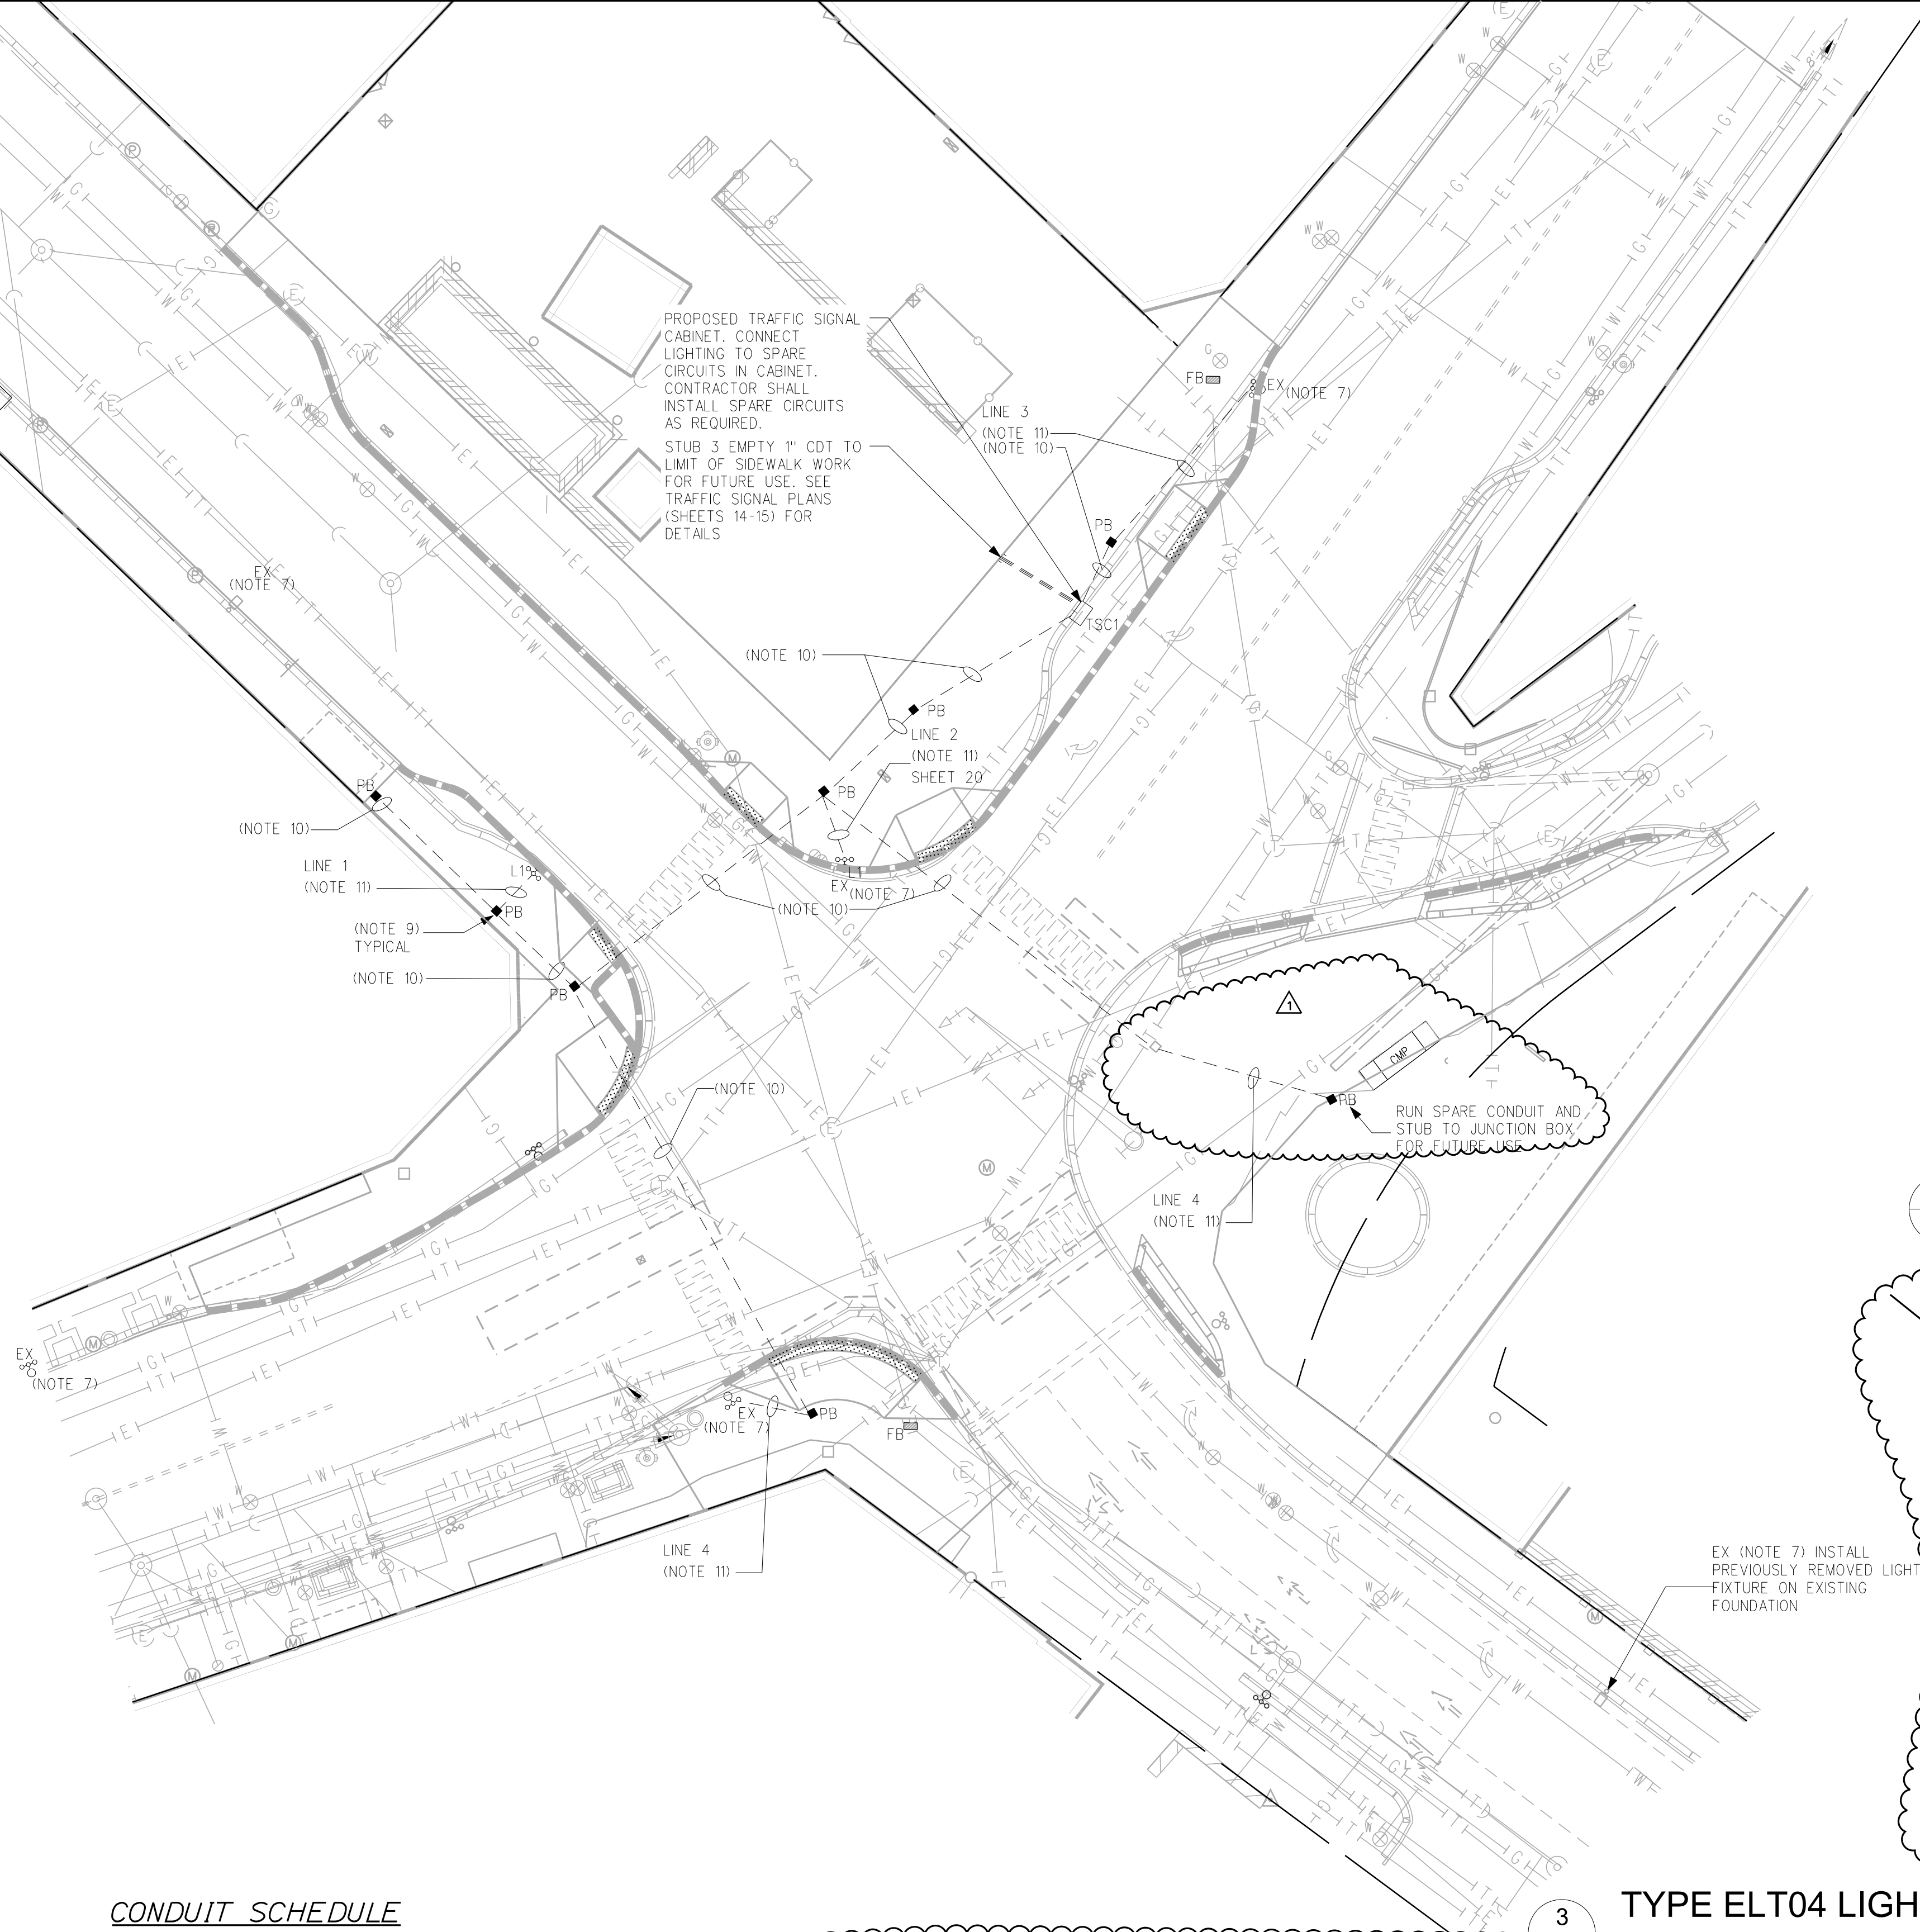 PROPOSED TRAFFIC SIGNAL
CABINET. CONNECT
LIGHTING TO SPARE
CIRCUITS IN CABINET.
CONTRACTOR SHALL
INSTALL SPARE CIRCUITS
AS REQUIRED.
STUB 3 EMPTY 1" CDT TO
LIMIT OF SIDEWALK WORK
FOR FUTURE USE. SEE
TRAFFIC SIGNAL PLANS
(SHEETS 14-15) FOR
DETAILS
FB
EX (NOTE 7)
LINE 3
(NOTE 11)
(NOTE 10)
PB
TSC1
EX
(NOTE 7)
(NOTE 10)
PB
LINE 2
(NOTE 11)
SHEET 20
PB
PB
(NOTE 10)
LINE 1
(NOTE 11)
L1
L1
EX (NOTE 7)
(NOTE 10)
PB
(NOTE 9)
TYPICAL
(NOTE 10)
PB
1
CMP
(NOTE 10)
PB
RUN SPARE CONDUIT AND
STUB TO JUNCTION BOX
FOR FUTURE USE
LINE 4
(NOTE 11)
EX
(NOTE 7)
EX
(NOTE 7)
PB
FB
LINE 4
(NOTE 11)
EX (NOTE 7) INSTALL
PREVIOUSLY REMOVED LIGHT
FIXTURE ON EXISTING
FOUNDATION
CONDUIT SCHEDULE
3
TYPE ELT04 LIGH